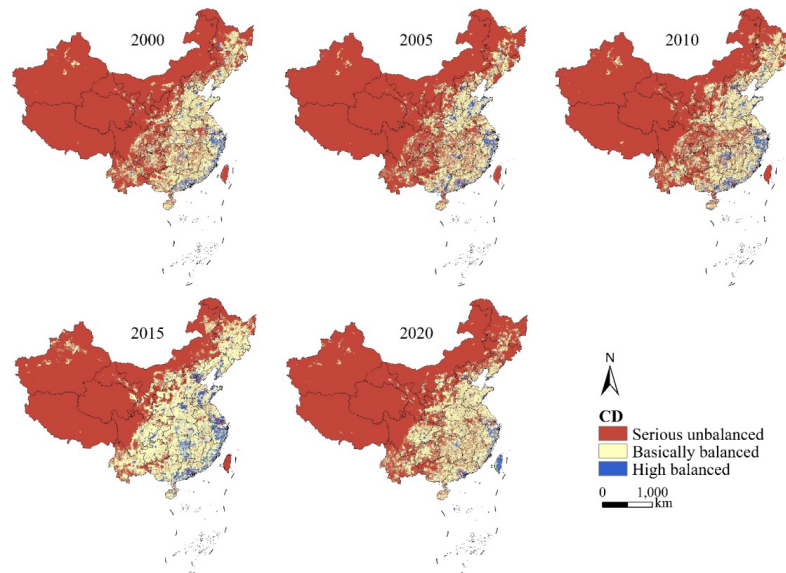 2000
2005
2010
2015
2020
N
CD
Serious unbalanced
Basically balanced
High balanced
0 1,000
km